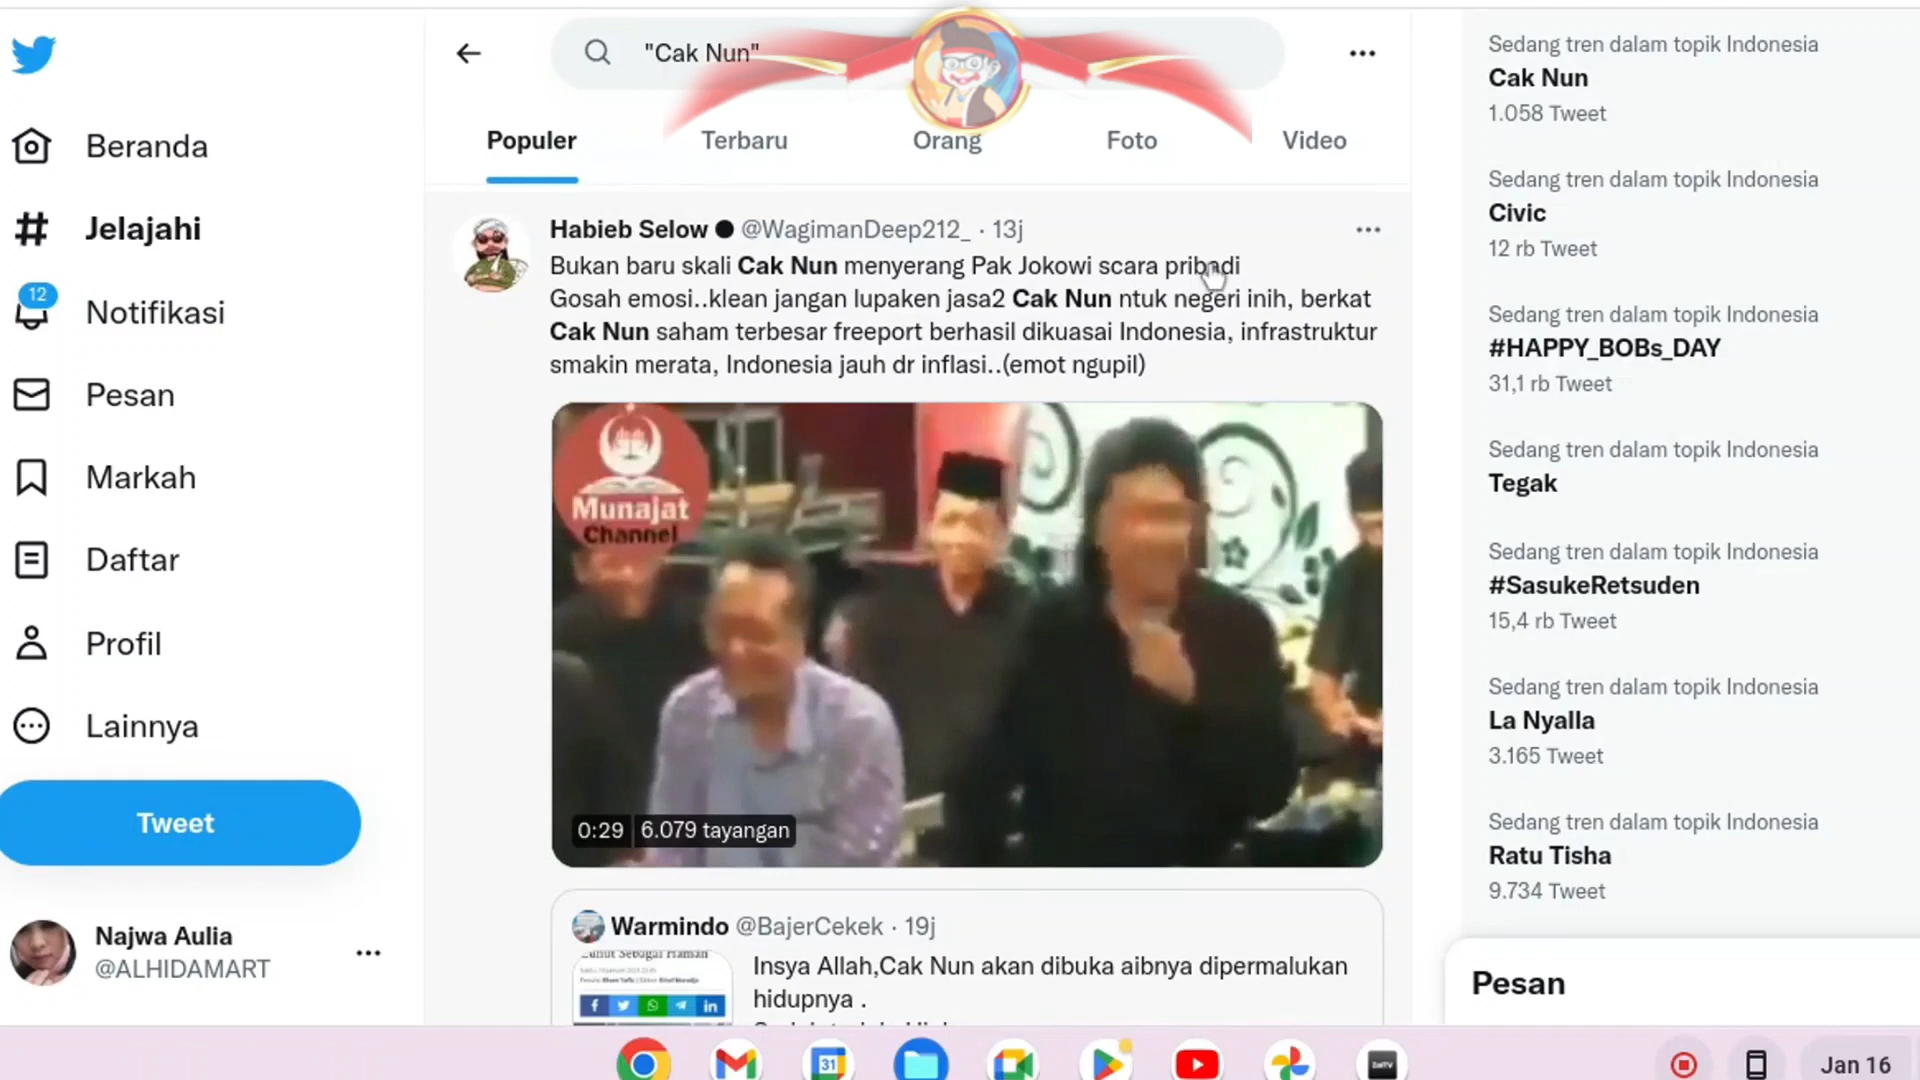 "Cak Nun"
Populer
Terbaru
Orang
Foto
Video
Beranda
Jelajahi
12
Notifikasi
Pesan
Markah
Daftar
Profil
Lainnya
Tweet
Najwa Aulia
@ALHIDAMART
Habieb Selow ● @WagimanDeep212_ · 13j
Bukan baru skali Cak Nun menyerang Pak Jokowi scara pribadi
Gosah emosi..klean jangan lupaken jasa2 Cak Nun ntuk negeri inih, berkat
Cak Nun saham terbesar freeport berhasil dikuasai Indonesia, infrastruktur
smakin merata, Indonesia jauh dr inflasi..(emot ngupil)
Munajat
Channel
0:29 6.079 tayangan
Warmindo @BajerCekek · 19j
Insya Allah,Cak Nun akan dibuka aibnya dipermalukan
hidupnya .
Sedang tren dalam topik Indonesia
Cak Nun
1.058 Tweet
Sedang tren dalam topik Indonesia
Civic
12 rb Tweet
Sedang tren dalam topik Indonesia
#HAPPY_BOBs_DAY
31,1 rb Tweet
Sedang tren dalam topik Indonesia
Tegak
Sedang tren dalam topik Indonesia
#SasukeRetsuden
15,4 rb Tweet
Sedang tren dalam topik Indonesia
La Nyalla
3.165 Tweet
Sedang tren dalam topik Indonesia
Ratu Tisha
9.734 Tweet
Pesan
31
Jan 16